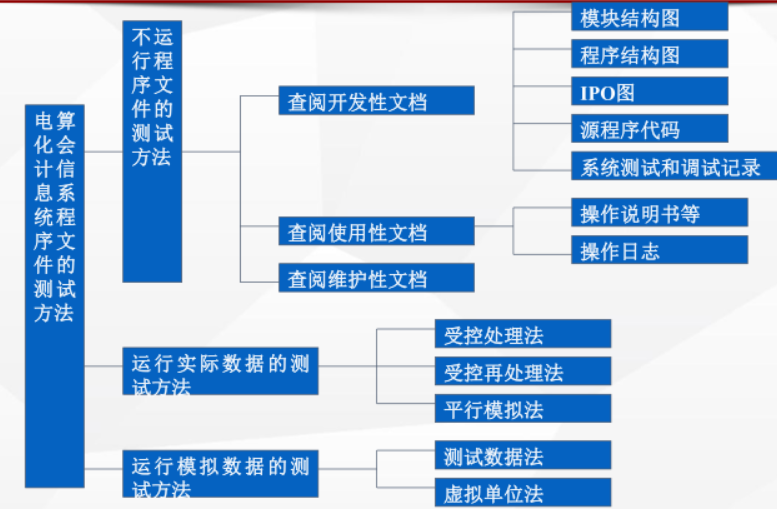 电算
化会
计信
息系
统程
序文
件的
测试
方法
不运
行程
序文
件的
测试
方法
查阅开发性文档
模块结构图
程序结构图
IPO图
源程序代码
系统测试和调试记录
查阅使用性文档
操作说明书等
操作日志
查阅维护性文档
运行实际数据的测
试方法
受控处理法
受控再处理法
平行模拟法
运行模拟数据的测
试方法
测试数据法
虚拟单位法